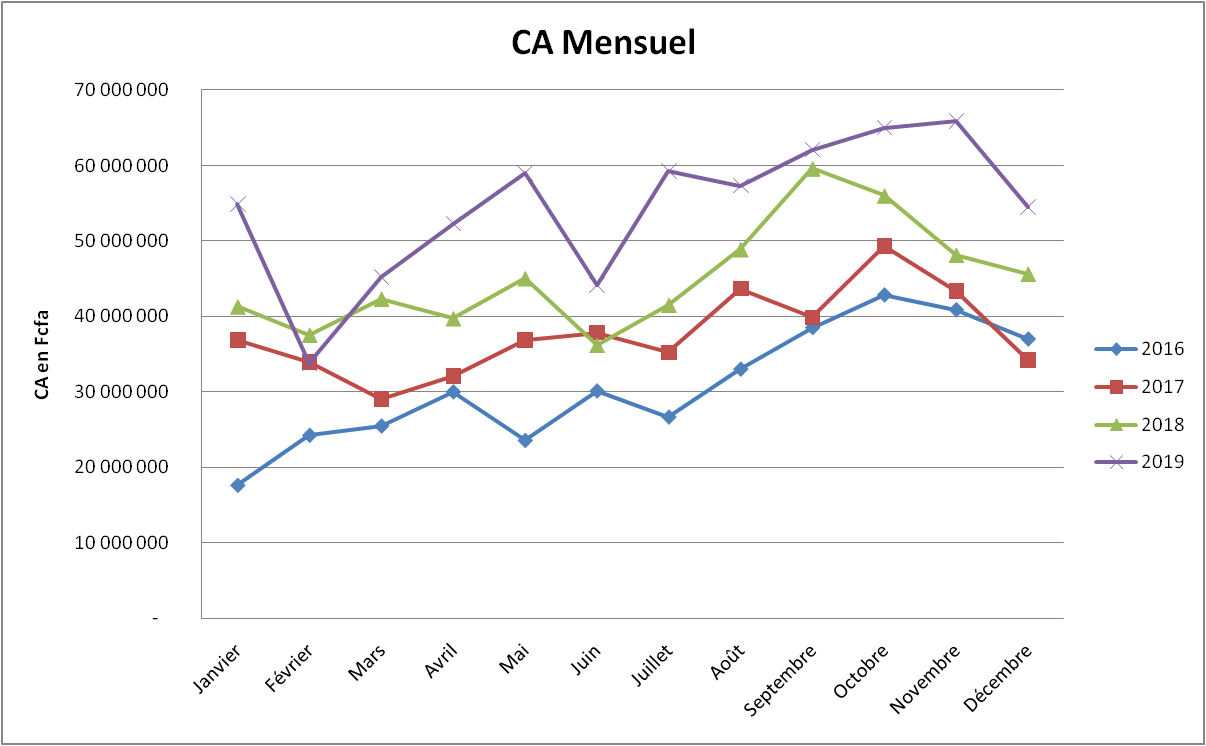 CA Mensuel
70 000 000
60 000 000
50 000 000
40 000 000
30 000 000
20 000 000
10 000 000
-
CA en Fcfa
Janvier
Février
Mars
Avril
Mai
Juin
Juillet
Août
Septembre
Octobre
Novembre
Décembre
2016
2017
2018
2019